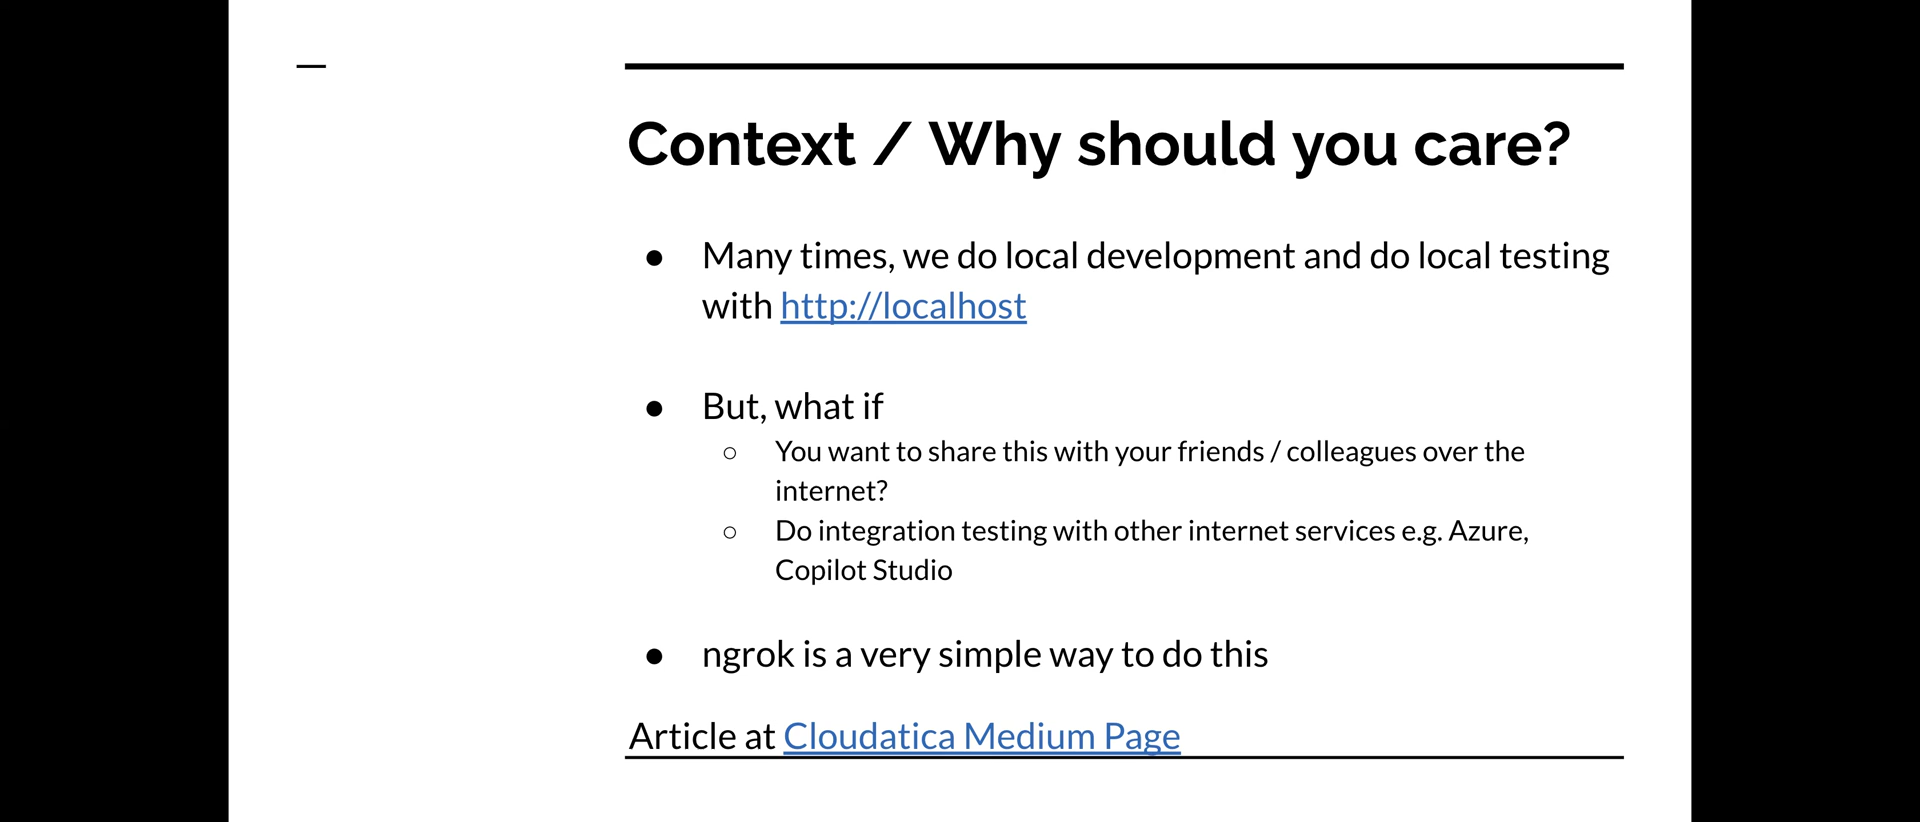 Context / Why should you care?
● Many times, we do local development and do local testing
with http://localhost
● But, what if
○ You want to share this with your friends / colleagues over the
internet?
○ Do integration testing with other internet services e.g. Azure,
Copilot Studio
● ngrok is a very simple way to do this
Article at Cloudatica Medium Page